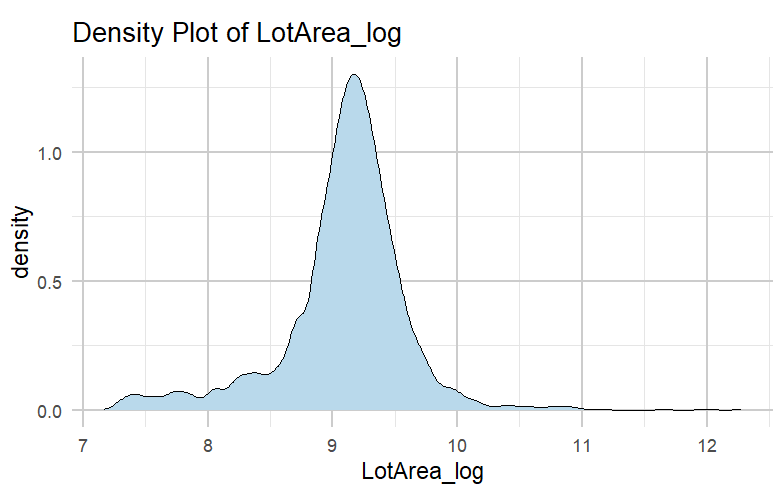 Density Plot of LotArea_log
density
1.0
0.5
0.0
7 8 9 10 11 12
LotArea_log